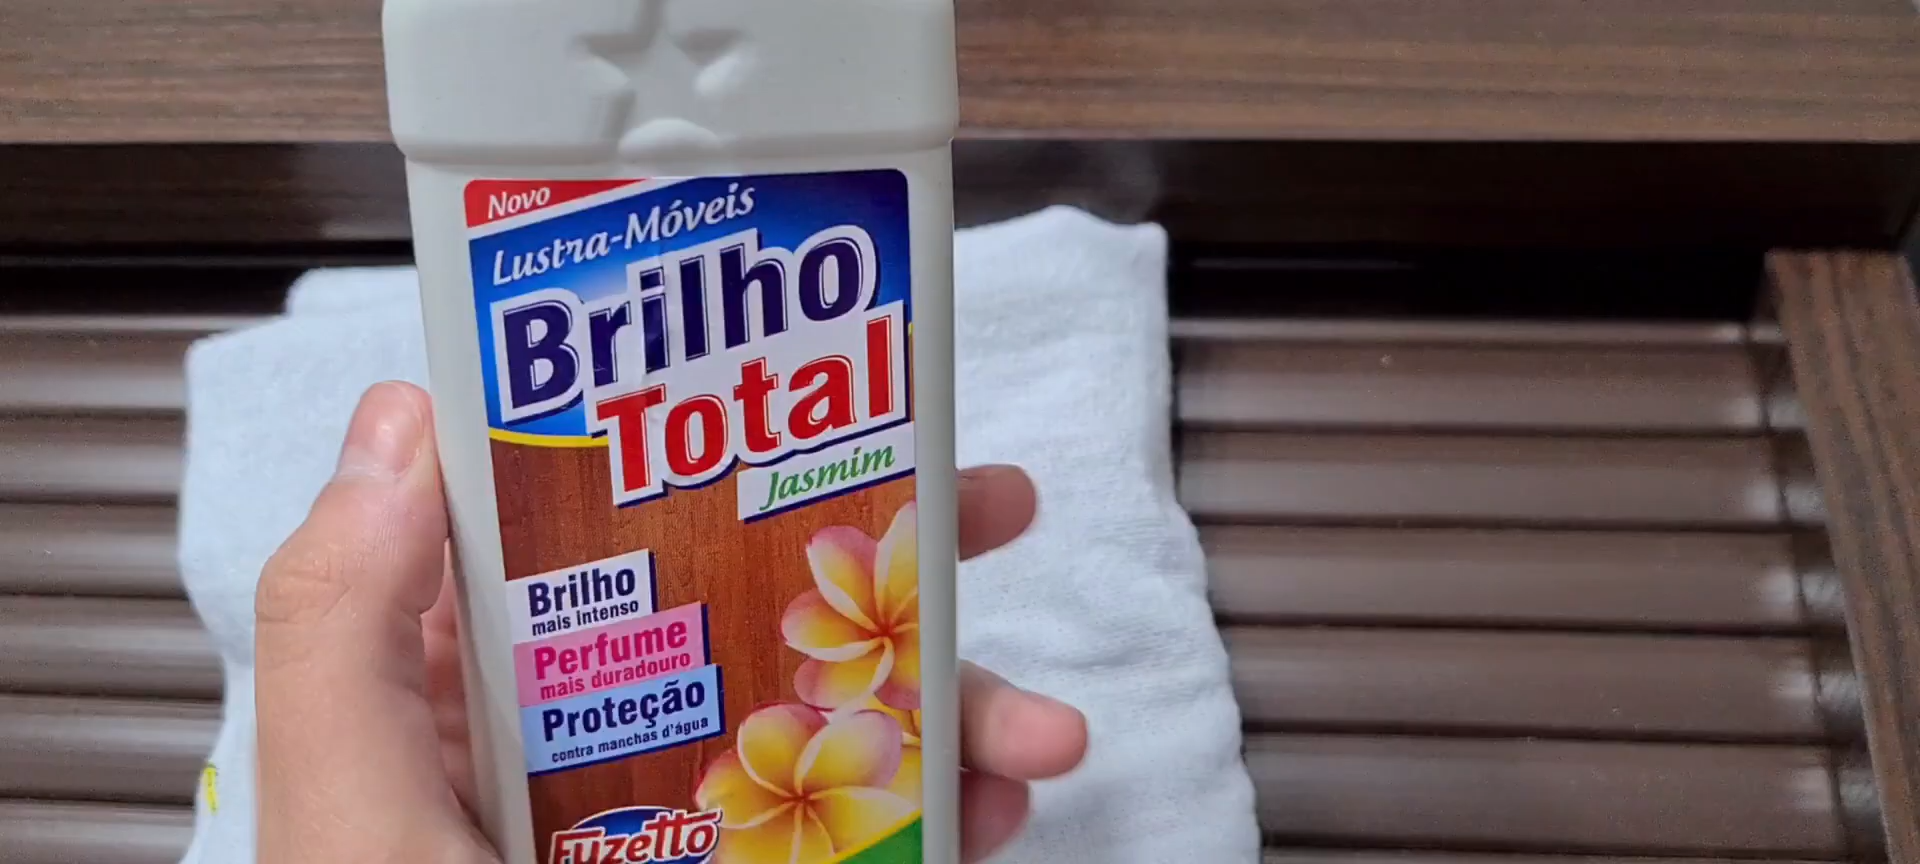 Novo
Lustra-Móveis
Brilho
Total
Jasmim
Brilho
mais intenso
Perfume
mais duradouro
Proteção
contra manchas d'água
Fuzetto